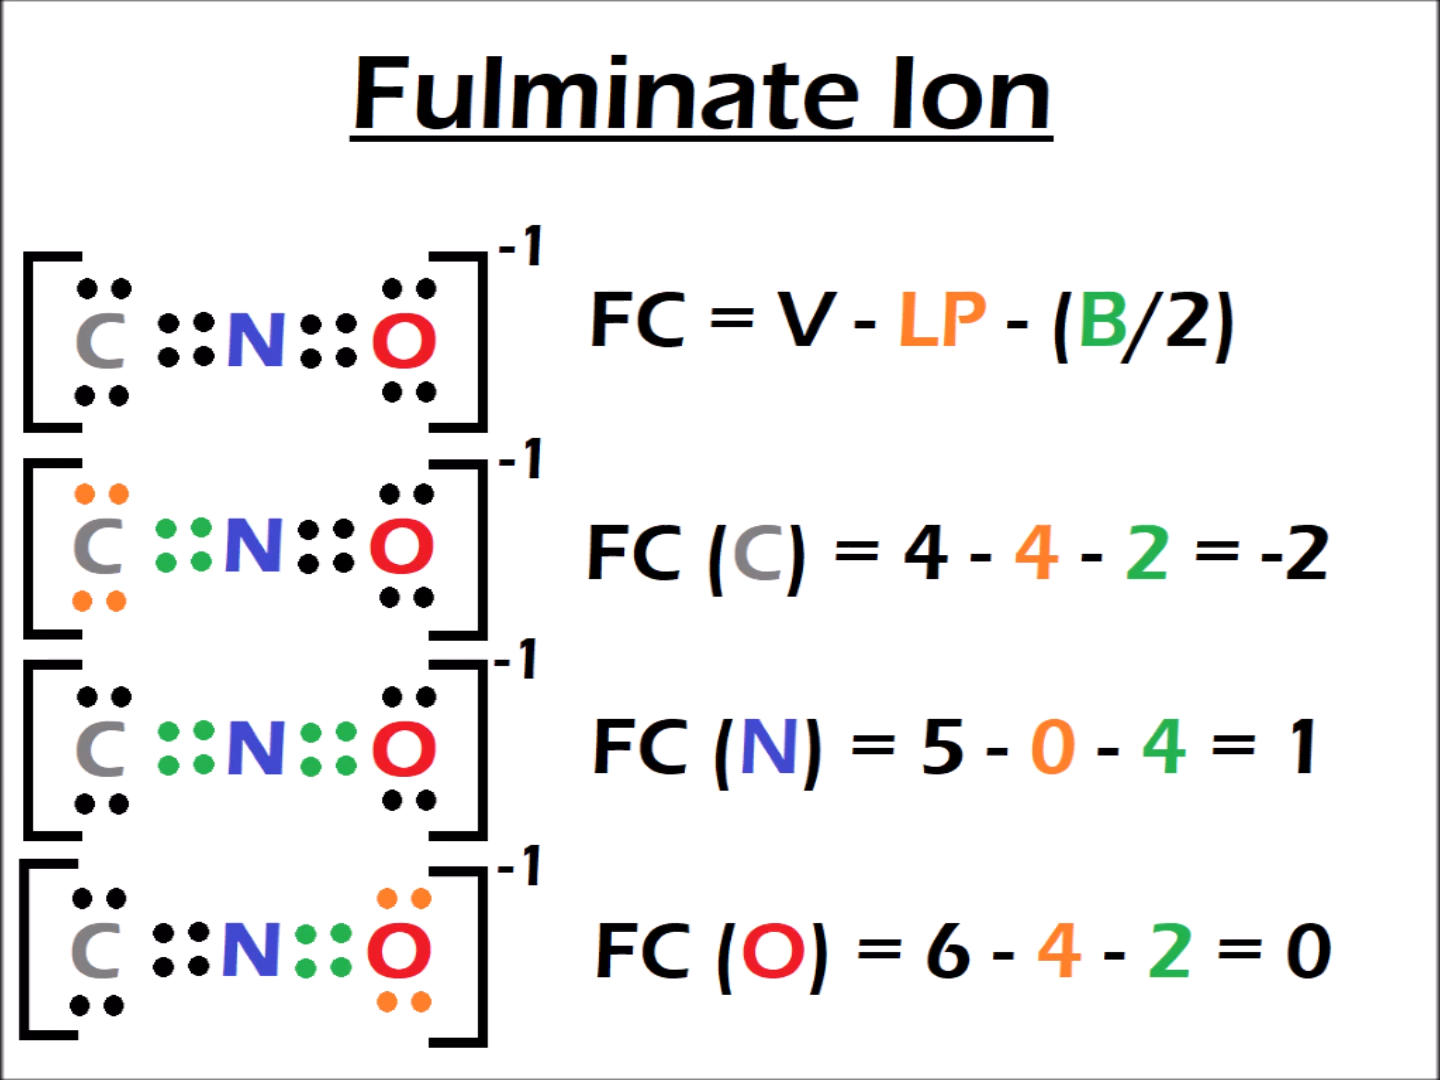 Fulminate Ion
[C N O]-1 FC = V - LP - (B/2)
[C N O]-1 FC (C) = 4 - 4 - 2 = -2
[C N O]-1 FC (N) = 5 - 0 - 4 = 1
[C N O]-1 FC (O) = 6 - 4 - 2 = 0